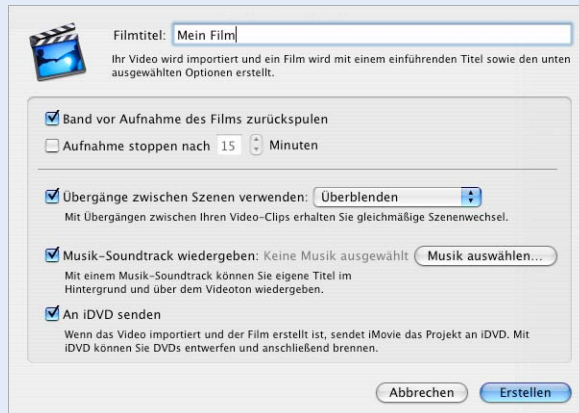 Filmtitel: Mein Film
Ihr Video wird importiert und ein Film wird mit einem einführenden Titel sowie den unten
ausgewählten Optionen erstellt.
Band vor Aufnahme des Films zurückspulen
Aufnahme stoppen nach 15 Minuten
Übergänge zwischen Szenen verwenden: Überblenden
Mit Übergängen zwischen Ihren Video-Clips erhalten Sie gleichmäßige Szenenwechsel.
Musik-Soundtrack wiedergeben: Keine Musik ausgewählt Musik auswählen...
Mit einem Musik-Soundtrack können Sie eigene Titel im
Hintergrund und über dem Videoton wiedergeben.
An iDVD senden
Wenn das Video importiert und der Film erstellt ist, sendet iMovie das Projekt an iDVD. Mit
iDVD können Sie DVDs entwerfen und anschließend brennen.
Abbrechen Erstellen